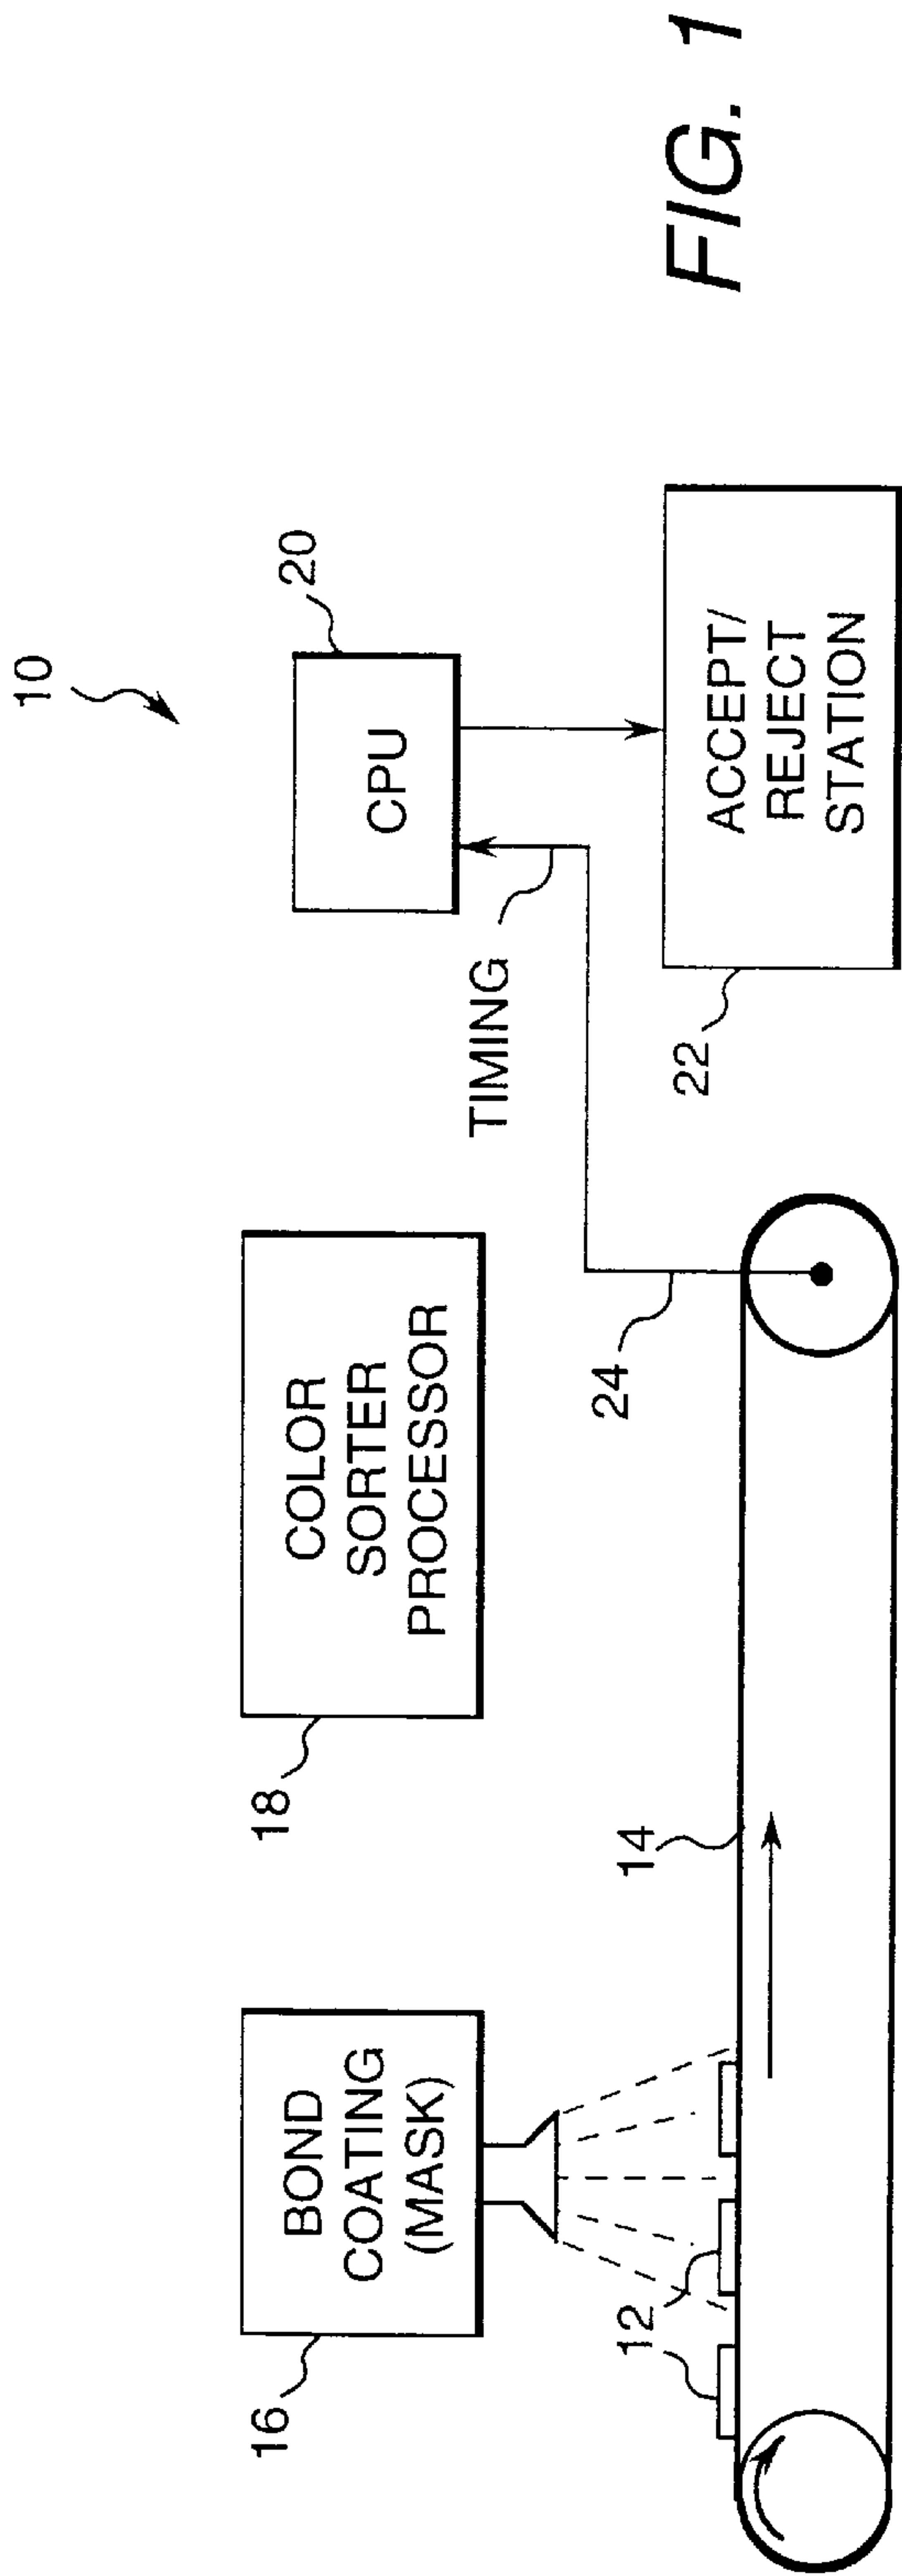 10
BOND
COATING
(MASK)
16
COLOR
SORTER
PROCESSOR
18
CPU
20
TIMING
ACCEPT/
REJECT
STATION
22
24
12
14
FIG. 1